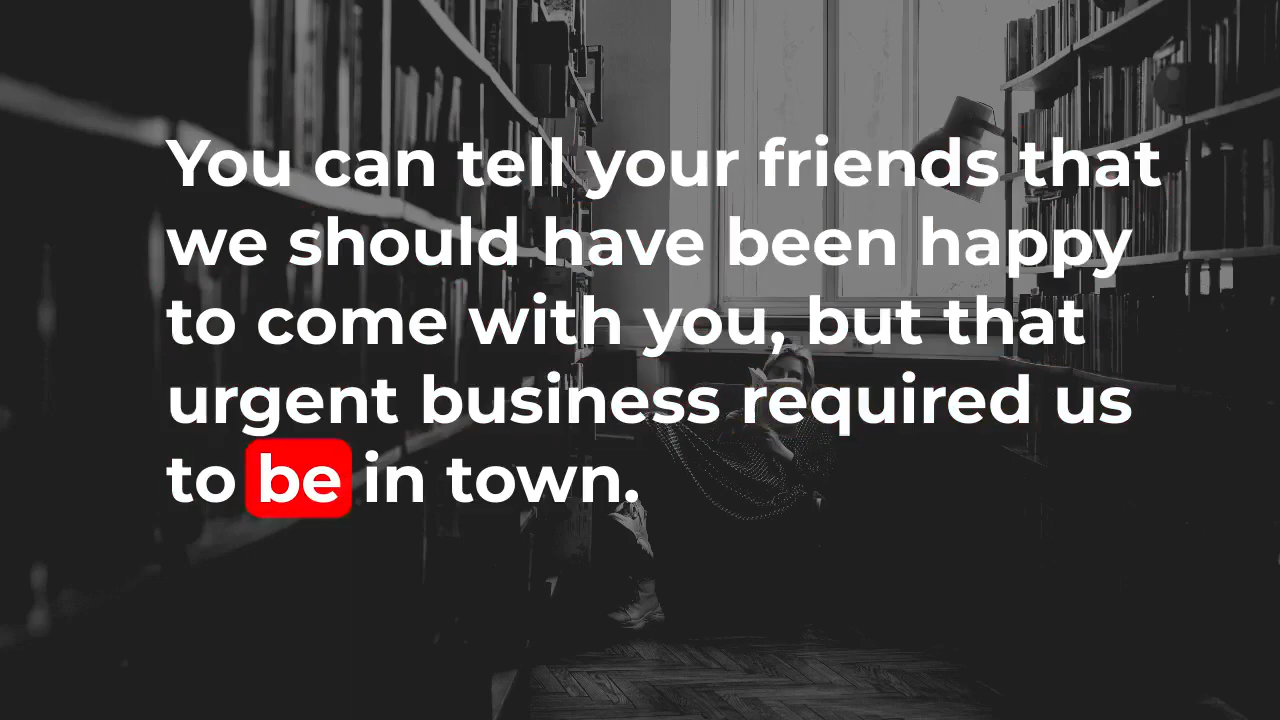 You can tell your friends that
we should have been happy
to come with you, but that
urgent business required us
to be in town.